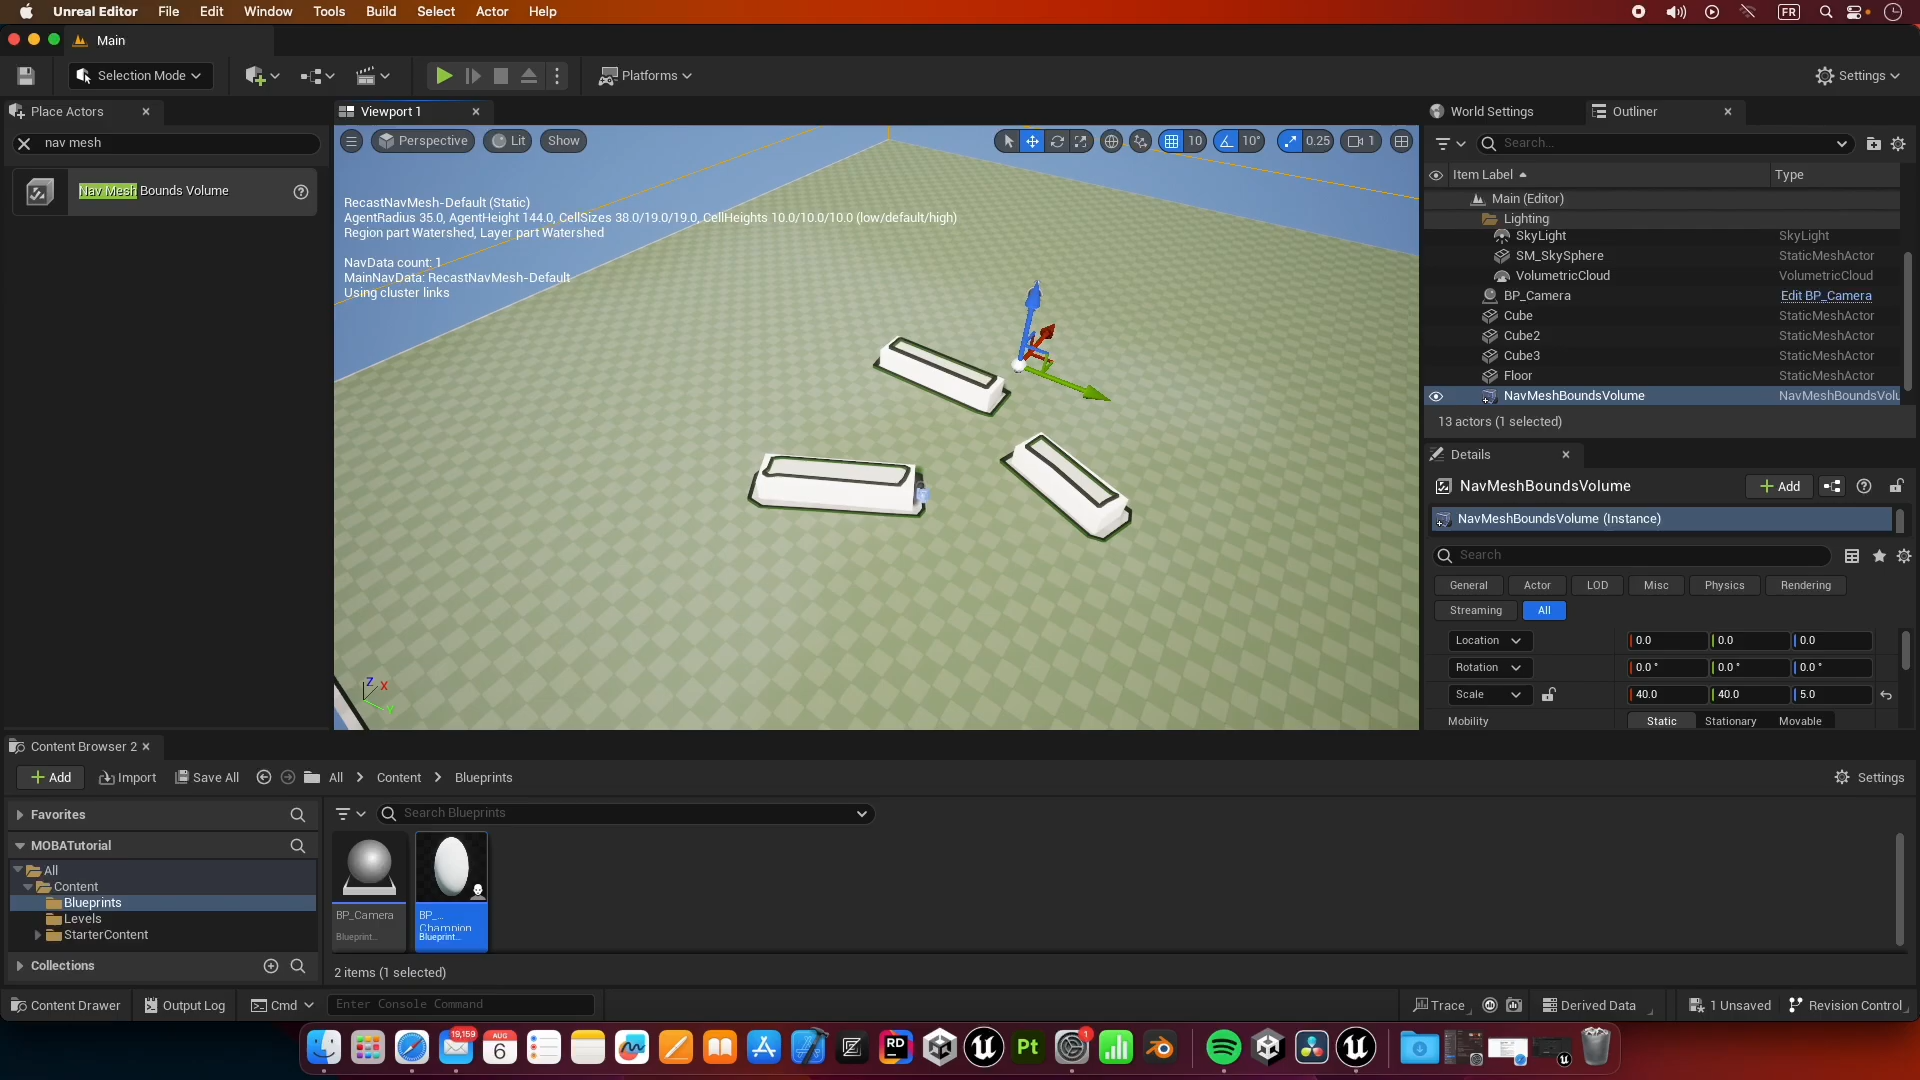 Unreal Editor File Edit Window Tools Build Select Actor Help FR
Main
Selection Mode Platforms Settings
Place Actors
nav mesh
Nav Mesh Bounds Volume
Viewport 1
Perspective Lit Show 10 10° 0.25 1
RecastNavMesh-Default (Static)
AgentRadius 35.0, AgentHeight 144.0, CellSizes 38.0/19.0/19.0, CellHeights 10.0/10.0/10.0 (low/default/high)
Region part Watershed, Layer part Watershed
NavData count: 1
MainNavData: RecastNavMesh-Default
Using cluster links
Z X
Y
World Settings Outliner
Search...
Item Label Type
Main (Editor)
Lighting
SkyLight SkyLight
SM_SkySphere StaticMeshActor
VolumetricCloud VolumetricCloud
BP_Camera Edit BP_Camera
Cube StaticMeshActor
Cube2 StaticMeshActor
Cube3 StaticMeshActor
Floor StaticMeshActor
NavMeshBoundsVolume NavMeshBoundsVolu
13 actors (1 selected)
Details
NavMeshBoundsVolume Add
NavMeshBoundsVolume (Instance)
Search
General Actor LOD Misc Physics Rendering
Streaming All
Location 0.0 0.0 0.0
Rotation 0.0 ° 0.0 ° 0.0 °
Scale 40.0 40.0 5.0
Mobility Static Stationary Movable
Content Browser 2
Add Import Save All All Content Blueprints Settings
Favorites
MOBATutorial
All
Content
Blueprints
Levels
StarterContent
Collections
Search Blueprints
BP_Camera
Blueprint...
BP_...
Champion
Blueprint...
2 items (1 selected)
Content Drawer Output Log Cmd Enter Console Command Trace Derived Data 1 Unsaved Revision Control
19,159
AUG
6
RD
Pt
1